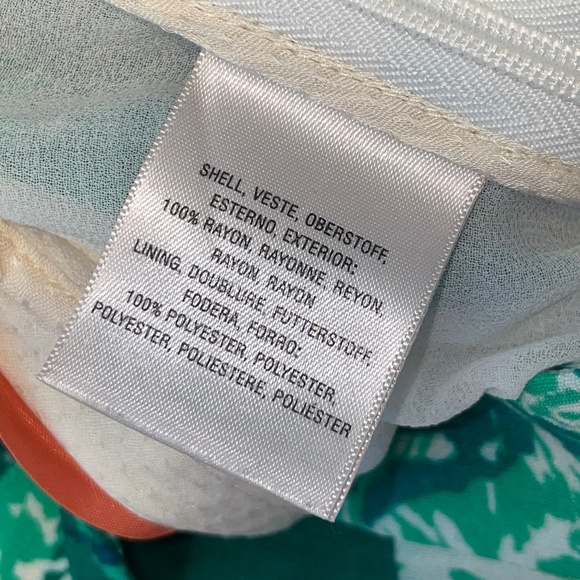 SHELL, VESTE, OBERSTOFF,
ESTERNO, EXTERIOR:
100% RAYON, RAYONNE, REYON,
RAYON, RAYON
LINING, DOUBLURE, FUTTERSTOFF,
FODERA, FORRO:
100% POLYESTER, POLYESTER,
POLYESTER, POLIESTERE, POLIESTER